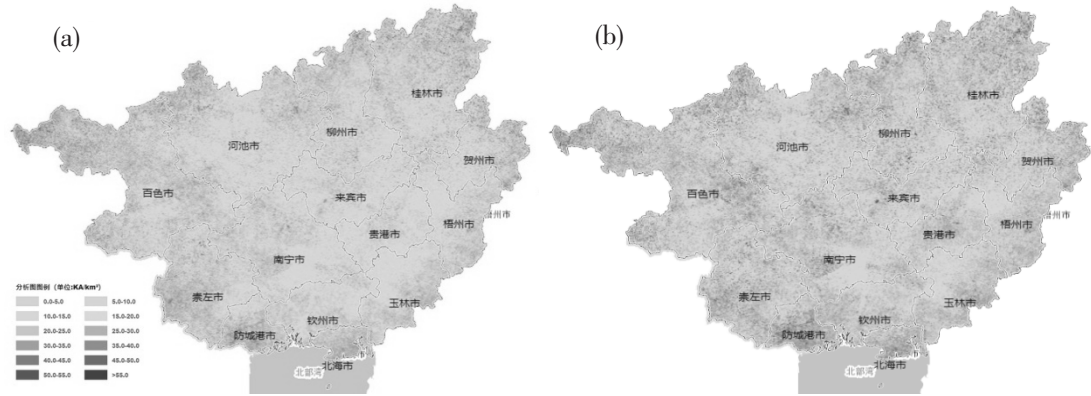 (a)
桂林市
柳州市
河池市
贺州市
百色市
来宾市
梧州市
贵港市
南宁市
崇左市
玉林市
钦州市
防城港市
北海市
北部湾
分析图图例（单位:KA/km²）
0.0-5.0 5.0-10.0
10.0-15.0 15.0-20.0
20.0-25.0 25.0-30.0
30.0-35.0 35.0-40.0
40.0-45.0 45.0-50.0
50.0-55.0 >55.0
(b)
桂林市
柳州市
河池市
贺州市
百色市
来宾市
梧州市
贵港市
南宁市
崇左市
玉林市
钦州市
防城港市
北海市
北部湾